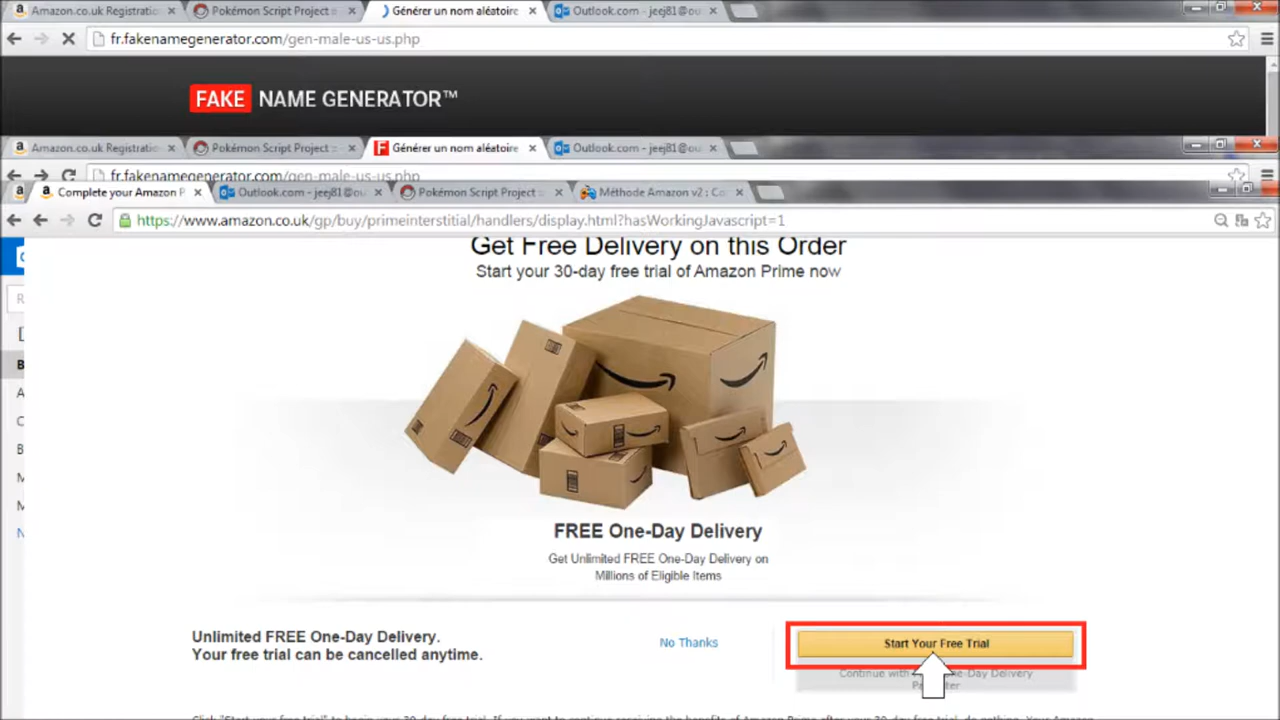 Amazon.co.uk Registratio
Pokémon Script Project
Générer un nom aléatoire
Outlook.com - jeej81@ou
fr.fakenamegenerator.com/gen-male-us-us.php
FAKE NAME GENERATOR™
Amazon.co.uk Registratio
Pokémon Script Project
Générer un nom aléatoire
Outlook.com - jeej81@ou
fr.fakenamegenerator.com/gen-male-us-us.php
Complete your Amazon P
Outlook.com - jeej81@ou
Pokémon Script Project
Méthode Amazon v2 : Co
https://www.amazon.co.uk/gp/buy/primeinterstitial/handlers/display.html?hasWorkingJavascript=1
Get Free Delivery on this Order
Start your 30-day free trial of Amazon Prime now
FREE One-Day Delivery
Get Unlimited FREE One-Day Delivery on
Millions of Eligible Items
Unlimited FREE One-Day Delivery.
Your free trial can be cancelled anytime.
No Thanks
Start Your Free Trial
Continue with One-Day Delivery